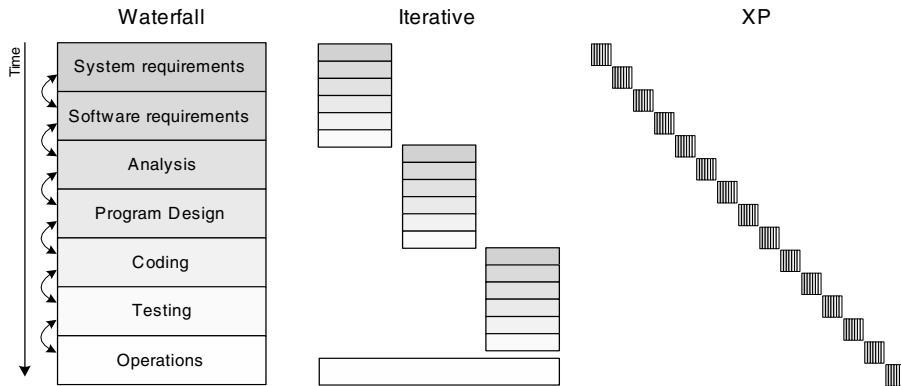 Waterfall
Iterative
XP
Time
System requirements
Software requirements
Analysis
Program Design
Coding
Testing
Operations